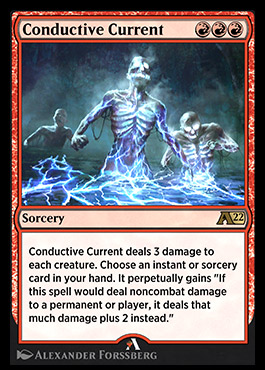 Conductive Current
Sorcery
A22
Conductive Current deals 3 damage to
each creature. Choose an instant or sorcery
card in your hand. It perpetually gains "If
this spell would deal noncombat damage
to a permanent or player, it deals that
much damage plus 2 instead."
Alexander Forssberg